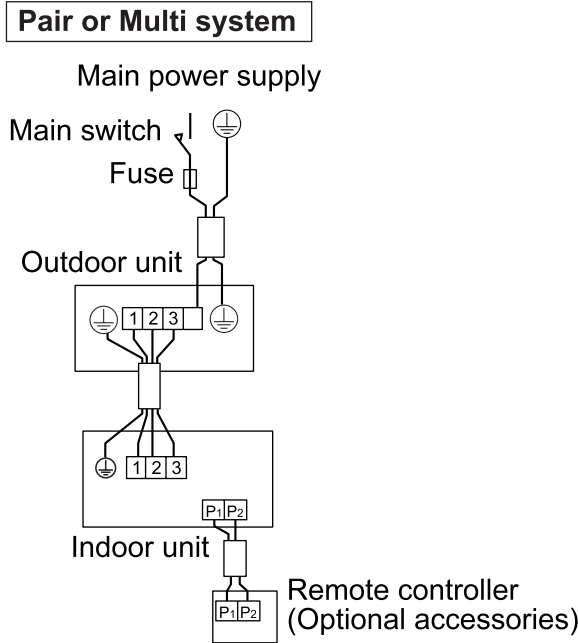 Pair or Multi system
Main power supply
Main switch
Fuse
Outdoor unit
1 2 3
1 2 3
P1 P2
Indoor unit
Remote controller
(Optional accessories)
P1 P2